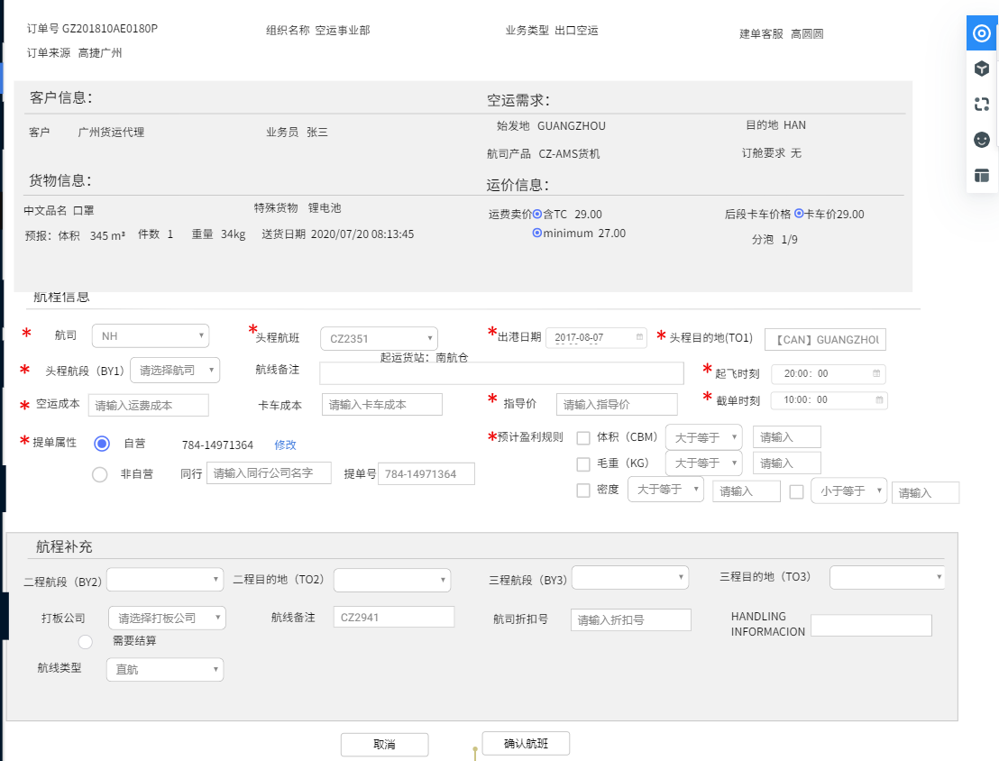 订单号 GZ201810AE0180P 组织名称 空运事业部 业务类型 出口空运 建单客服 高圆圆
订单来源 高捷广州
客户信息： 空运需求：
客户 广州货运代理 业务员 张三 始发地 GUANGZHOU 目的地 HAN
航司产品 CZ-AMS货机 订舱要求 无
货物信息： 运价信息：
中文品名 口罩 特殊货物 锂电池 运费卖价 含TC 29.00 后段卡车价格 卡车价29.00
预报：体积 345 m³ 件数 1 重量 34kg 送货日期 2020/07/20 08:13:45 minimum 27.00 分泡 1/9
航程信息
* 航司 NH * 头程航班 CZ2351 * 出港日期 2017-08-07 * 头程目的地(TO1) 【CAN】GUANGZHOU
起运货站：南航仓
* 头程航段（BY1） 请选择航司 航线备注 * 起飞时刻 20:00：00
* 空运成本 请输入运费成本 卡车成本 请输入卡车成本 * 指导价 请输入指导价 * 截单时刻 10:00：00
* 提单属性 自营 784-14971364 修改 *预计盈利规则 体积（CBM） 大于等于 请输入
非自营 同行 请输入同行公司名字 提单号 784-14971364 毛重（KG） 大于等于 请输入
密度 大于等于 请输入 小于等于 请输入
航程补充
二程航段（BY2） 二程目的地（TO2） 三程航段（BY3） 三程目的地（TO3）
打板公司 请选择打板公司 航线备注 CZ2941 航司折扣号 请输入折扣号 HANDLING
INFORMACION
需要结算
航线类型 直航
取消 确认航班